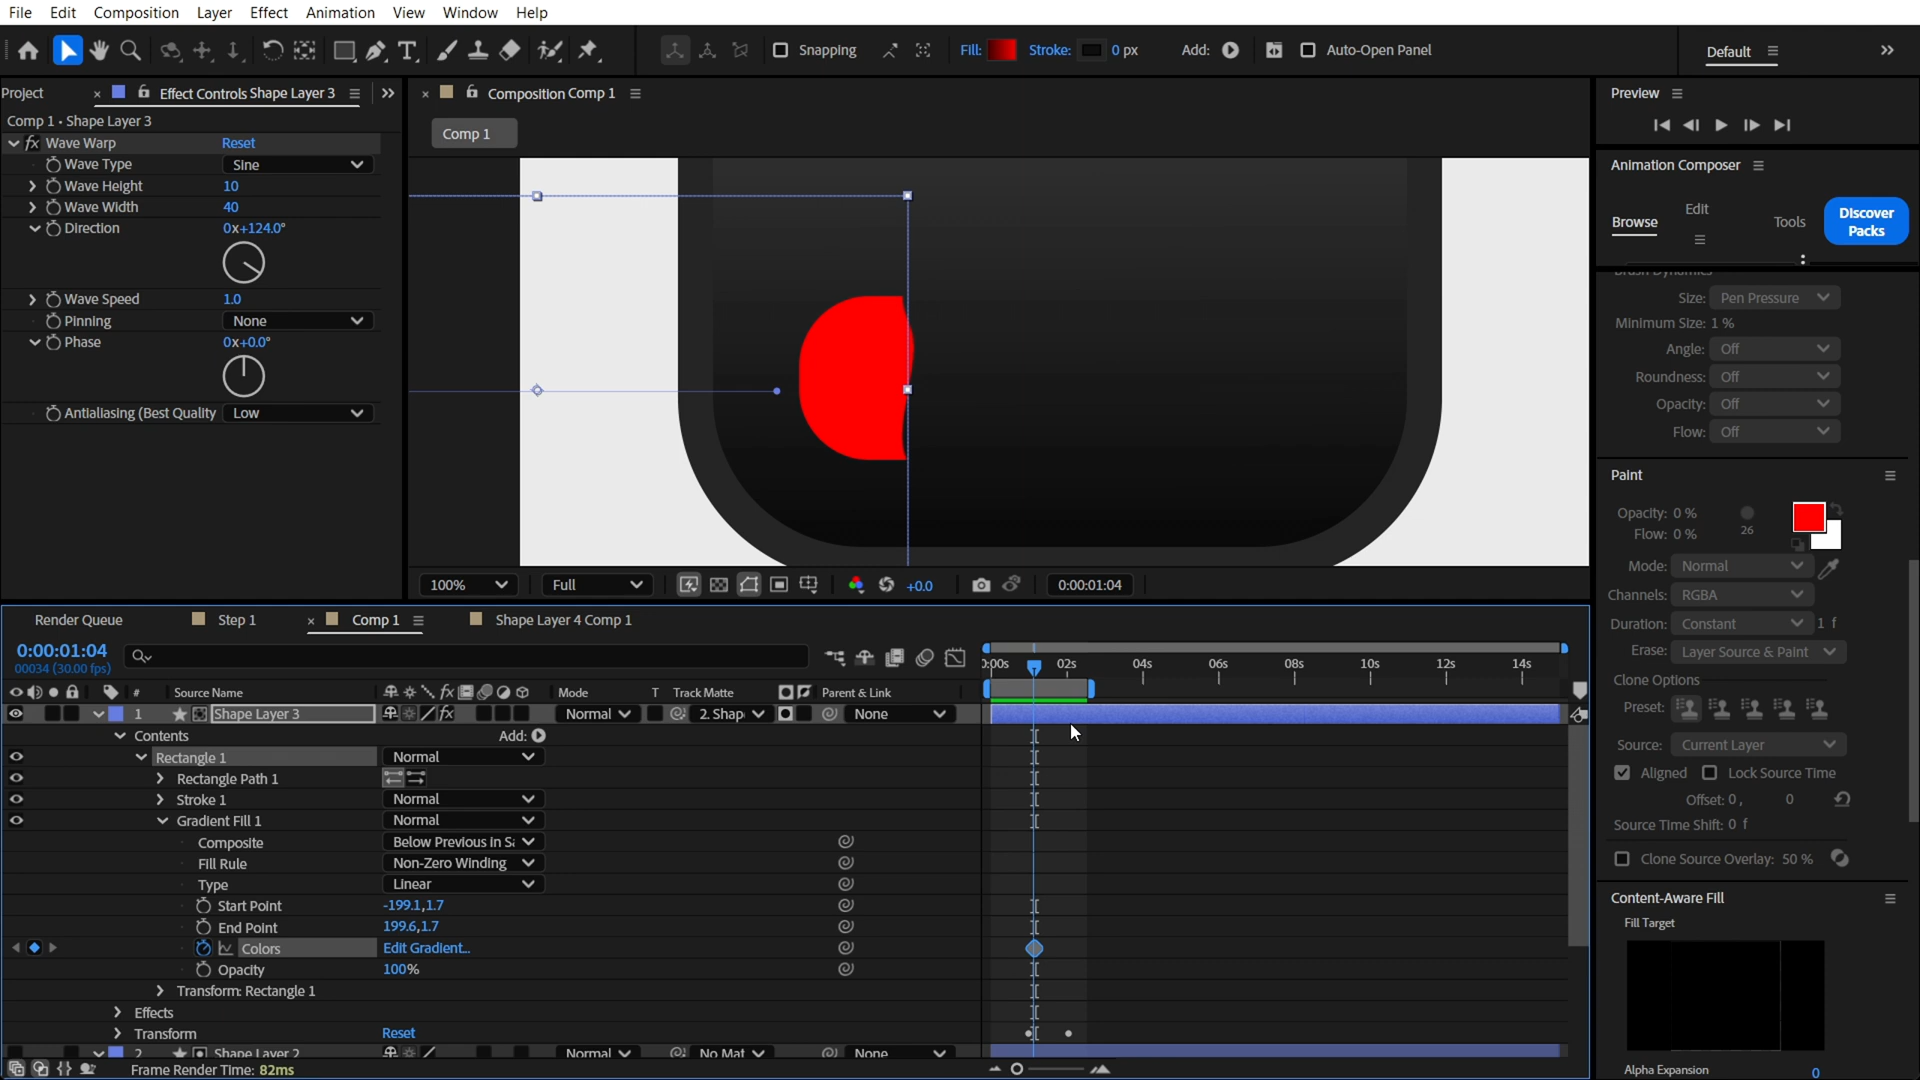 File Edit Composition Layer Effect Animation View Window Help
Snapping Fill: Stroke: 0 px Add: Auto-Open Panel Default
Project Effect Controls Shape Layer 3 Composition Comp 1 Preview
Comp 1 • Shape Layer 3
Comp 1
fx Wave Warp Reset
Wave Type Sine
Wave Height 10
Wave Width 40
Direction 0x+124.0°
Wave Speed 1.0
Pinning None
Phase 0x+0.0°
Antialiasing (Best Quality Low
100% Full +0.0 0:00:01:04
Animation Composer
Browse Edit Tools Discover Packs
Brush Dynamics
Size: Pen Pressure
Minimum Size: 1 %
Angle: Off
Roundness: Off
Opacity: Off
Flow: Off
Paint
Opacity: 0 %
Flow: 0 % 26
Mode: Normal
Channels: RGBA
Duration: Constant 1 f
Erase: Layer Source & Paint
Clone Options
Preset:
Source: Current Layer
Aligned Lock Source Time
Offset: 0 , 0
Source Time Shift: 0 f
Clone Source Overlay: 50 %
Content-Aware Fill
Fill Target
Alpha Expansion 0
Render Queue Step 1 Comp 1 Shape Layer 4 Comp 1
0:00:01:04
00034 (30.00 fps)
):00s 02s 04s 06s 08s 10s 12s 14s
# Source Name fx Mode T Track Matte Parent & Link
1 Shape Layer 3 fx Normal 2. Shap None
Contents Add:
Rectangle 1 Normal
Rectangle Path 1
Stroke 1 Normal
Gradient Fill 1 Normal
Composite Below Previous in Sa
Fill Rule Non-Zero Winding
Type Linear
Start Point -199.1,1.7
End Point 199.6,1.7
Colors Edit Gradient...
Opacity 100%
Transform: Rectangle 1
Effects
Transform Reset
2 Shape Layer 2 Normal No Mat None
Frame Render Time: 82ms